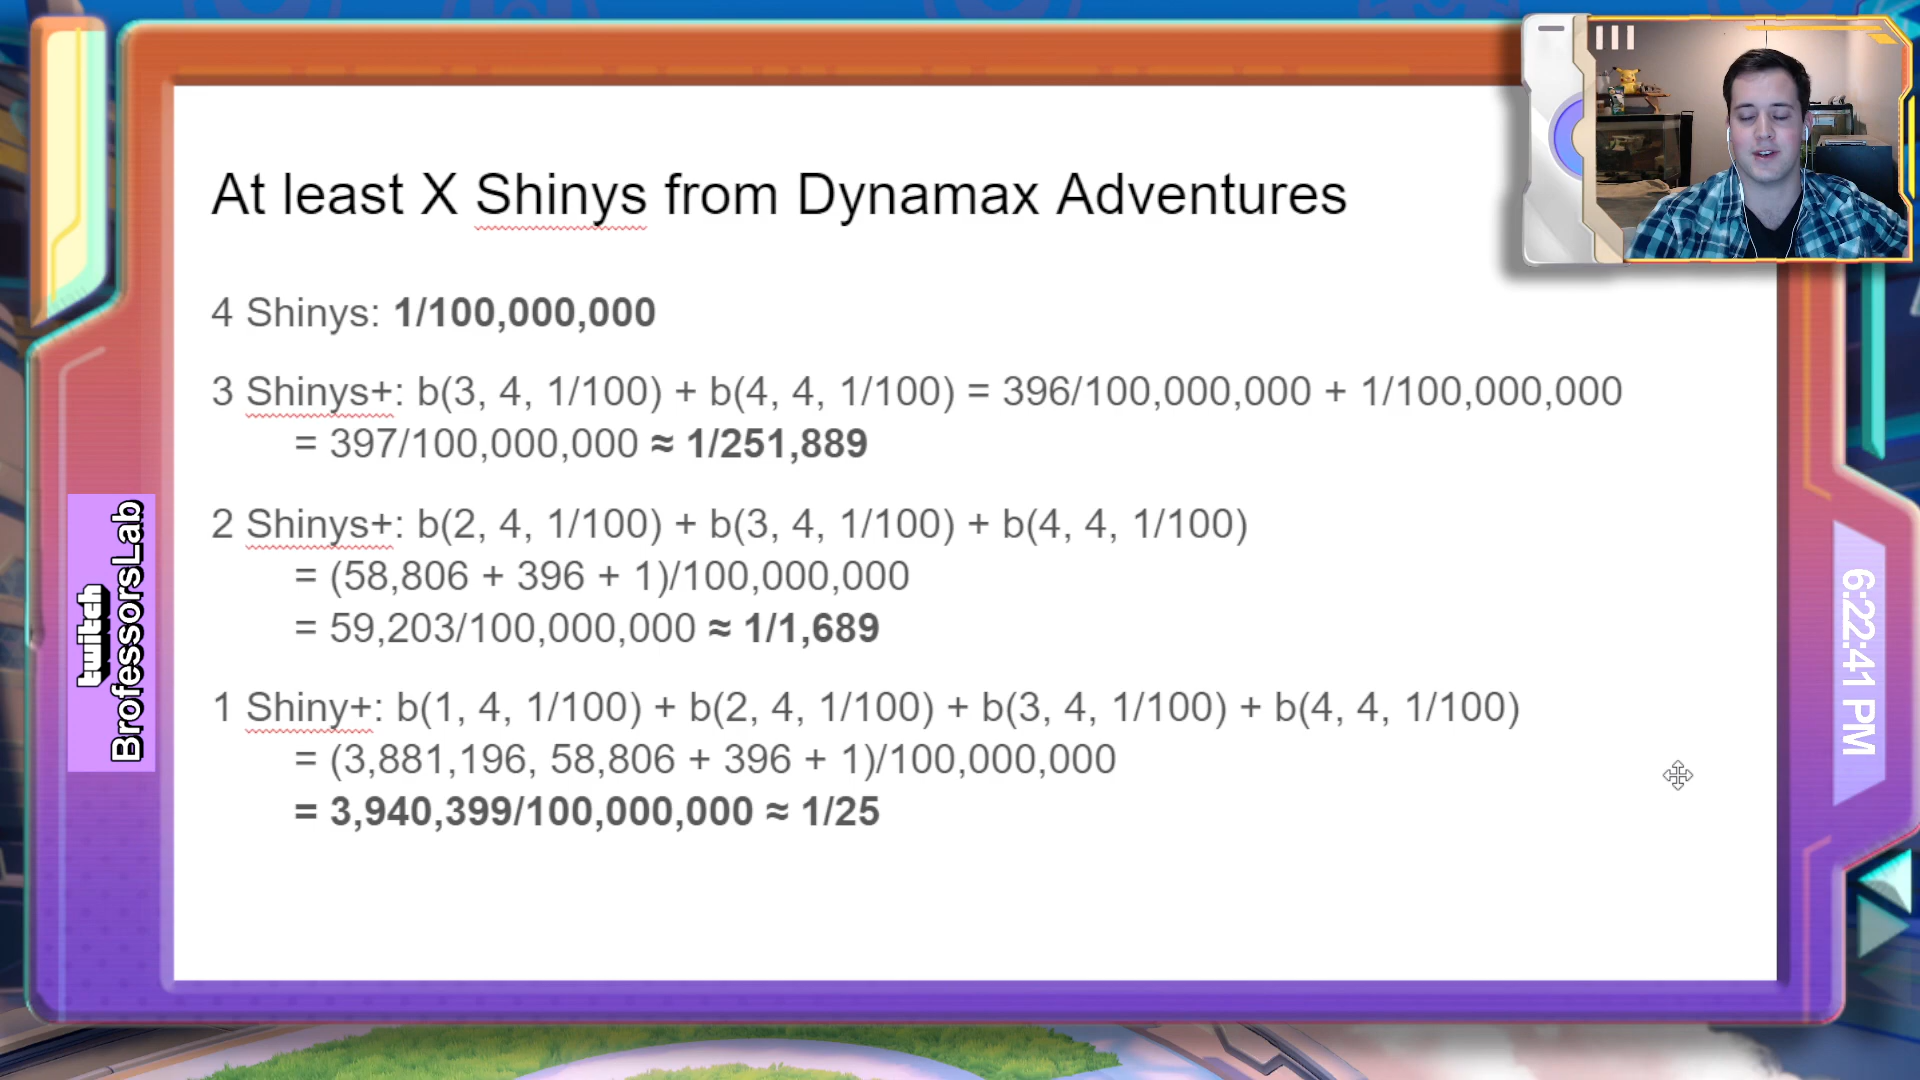 At least X Shinys from Dynamax Adventures
4 Shinys: 1/100,000,000
3 Shinys+: b(3, 4, 1/100) + b(4, 4, 1/100) = 396/100,000,000 + 1/100,000,000
= 397/100,000,000 ≈ 1/251,889
2 Shinys+: b(2, 4, 1/100) + b(3, 4, 1/100) + b(4, 4, 1/100)
= (58,806 + 396 + 1)/100,000,000
= 59,203/100,000,000 ≈ 1/1,689
1 Shiny+: b(1, 4, 1/100) + b(2, 4, 1/100) + b(3, 4, 1/100) + b(4, 4, 1/100)
= (3,881,196, 58,806 + 396 + 1)/100,000,000
= 3,940,399/100,000,000 ≈ 1/25
twitch
BrofessorsLab
6:22:41 PM